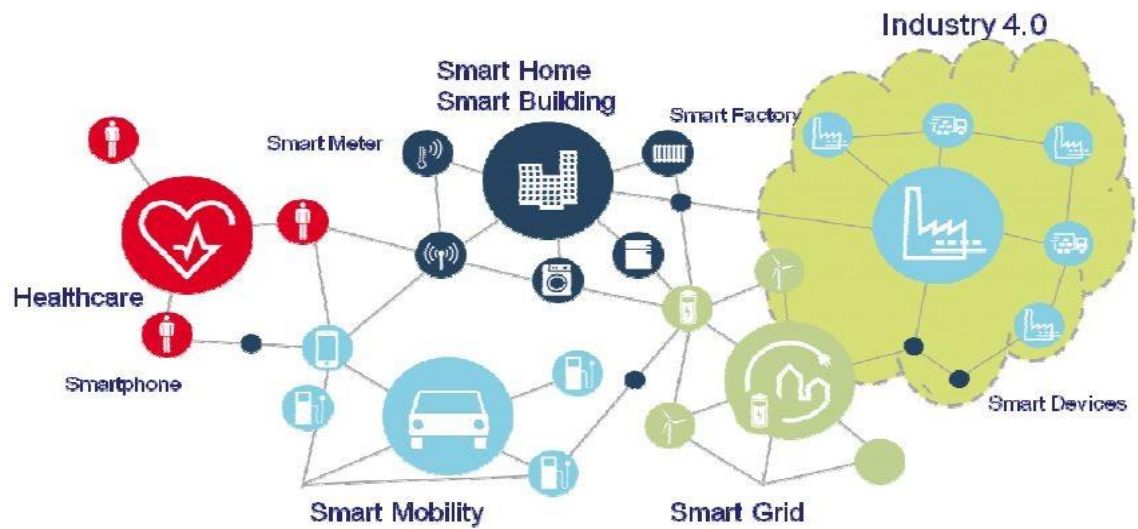 Industry 4.0
Smart Home
Smart Building
Smart Factory
Smart Meter
Healthcare
Smartphone
Smart Devices
Smart Mobility
Smart Grid